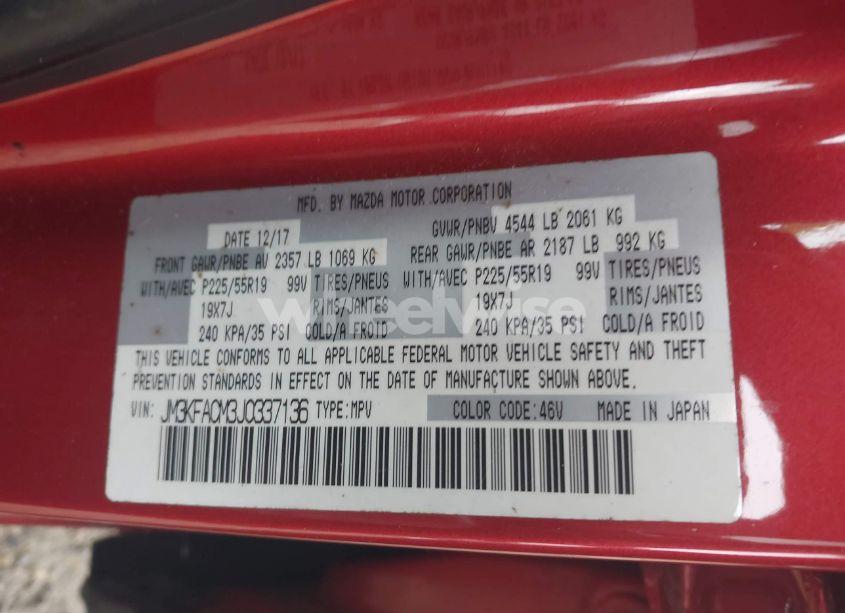 MFD. BY MAZDA MOTOR CORPORATION
DATE 12/17 GVWR/PNBV 4544 LB 2061 KG
FRONT GAWR/PNBE AV 2357 LB 1069 KG REAR GAWR/PNBE AR 2187 LB 992 KG
WITH/AVEC P225/55R19 99V TIRES/PNEUS WITH/AVEC P225/55R19 99V TIRES/PNEUS
19X7J RIMS/JANTES 19X7J RIMS/JANTES
240 KPA/35 PSI COLD/A FROID 240 KPA/35 PSI COLD/A FROID
wheelwise
THIS VEHICLE CONFORMS TO ALL APPLICABLE FEDERAL MOTOR VEHICLE SAFETY AND THEFT
PREVENTION STANDARDS IN EFFECT ON THE DATE OF MANUFACTURE SHOWN ABOVE.
VIN: JM3KFACM3J0337136 TYPE:MPV COLOR CODE:46V MADE IN JAPAN